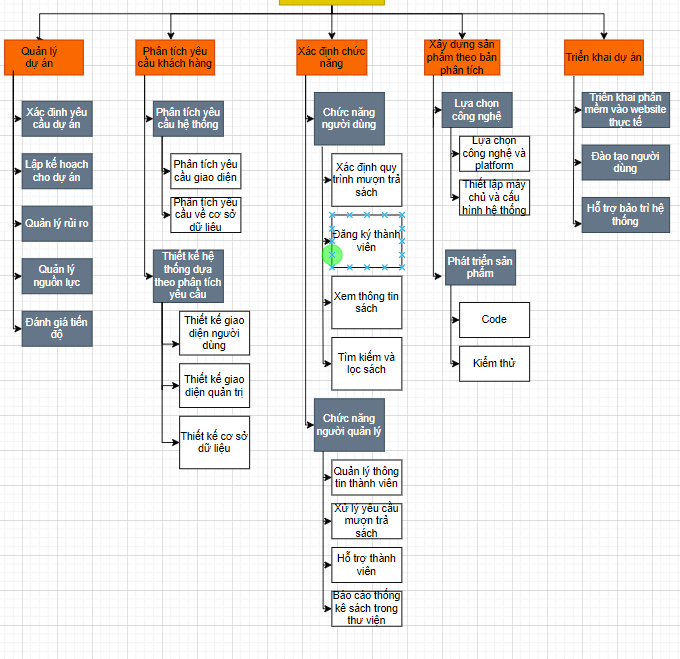 Quản lý
dự án
Xác định yêu
cầu dự án
Lập kế hoạch
cho dự án
Quản lý rủi ro
Quản lý
nguồn lực
Đánh giá tiến
độ
Phân tích yêu
cầu khách hàng
Phân tích yêu
cầu hệ thống
Phân tích yêu
cầu giao diện
Phân tích yêu
cầu về cơ sở
dữ liệu
Thiết kế hệ
thống dựa
theo phân tích
yêu cầu
Thiết kế giao
diện người
dùng
Thiết kế giao
diện quản trị
Thiết kế cơ sở
dữ liệu
Xác định chức
năng
Chức năng
người dùng
Xác định quy
trình mượn trả
sách
Đăng ký thành
viên
Xem thông tin
sách
Tìm kiếm và
lọc sách
Chức năng
người quản lý
Quản lý thông
tin thành viên
Xử lý yêu cầu
mượn trả
sách
Hỗ trợ thành
viên
Báo cáo thống
kê sách trong
thư viện
Xây dựng sản
phẩm theo bản
phân tích
Lựa chọn
công nghệ
Lựa chọn
công nghệ và
platform
Thiết lập máy
chủ và cấu
hình hệ thống
Phát triển sản
phẩm
Code
Kiểm thử
Triển khai dự án
Triển khai phần
mềm vào website
thực tế
Đào tạo người
dùng
Hỗ trợ bảo trì hệ
thống